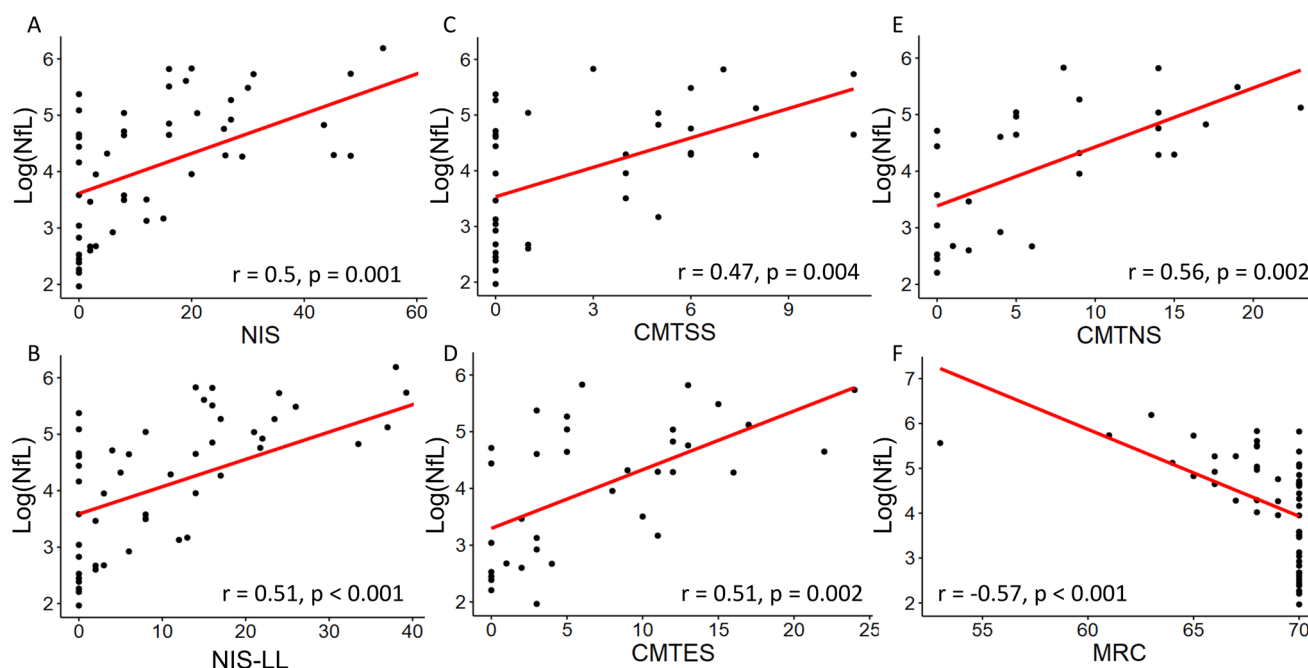 A
Log(NfL)
6
5
4
3
2
r = 0.5, p = 0.001
0 20 40 60
NIS
C
6
5
4
3
2
r = 0.47, p = 0.004
0 3 6 9
CMTSS
E
Log(NfL)
6
5
4
3
2
r = 0.56, p = 0.002
0 5 10 15 20
CMTNS
B
Log(NfL)
6
5
4
3
2
r = 0.51, p < 0.001
0 10 20 30 40
NIS-LL
D
Log(NfL)
6
5
4
3
2
r = 0.51, p = 0.002
0 5 10 15 20 25
CMTES
F
Log(NfL)
7
6
5
4
3
2
r = -0.57, p < 0.001
55 60 65 70
MRC
Log(NfL)